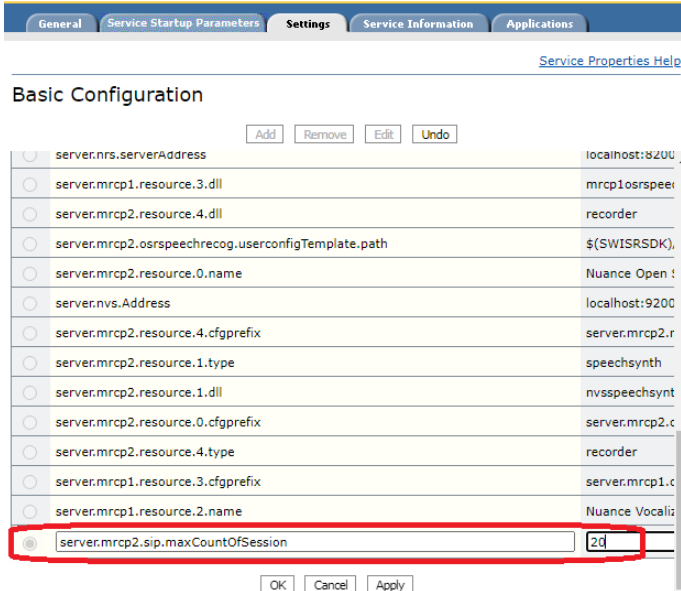 General Service Startup Parameters Settings Service Information Applications
Service Properties Help
Basic Configuration
Add Remove Edit Undo
server.nrs.serverAddress localhost:8200
server.mrcp1.resource.3.dll mrcp1osrspeec
server.mrcp2.resource.4.dll recorder
server.mrcp2.osrspeechrecog.userconfigTemplate.path $(SWISRSDK)/
server.mrcp2.resource.0.name Nuance Open S
server.nvs.Address localhost:9200
server.mrcp2.resource.4.cfgprefix server.mrcp2.r
server.mrcp2.resource.1.type speechsynth
server.mrcp2.resource.1.dll nvsspeechsynt
server.mrcp2.resource.0.cfgprefix server.mrcp2.c
server.mrcp2.resource.4.type recorder
server.mrcp1.resource.3.cfgprefix server.mrcp1.c
server.mrcp1.resource.2.name Nuance Vocaliz
server.mrcp2.sip.maxCountOfSession 20
OK Cancel Apply